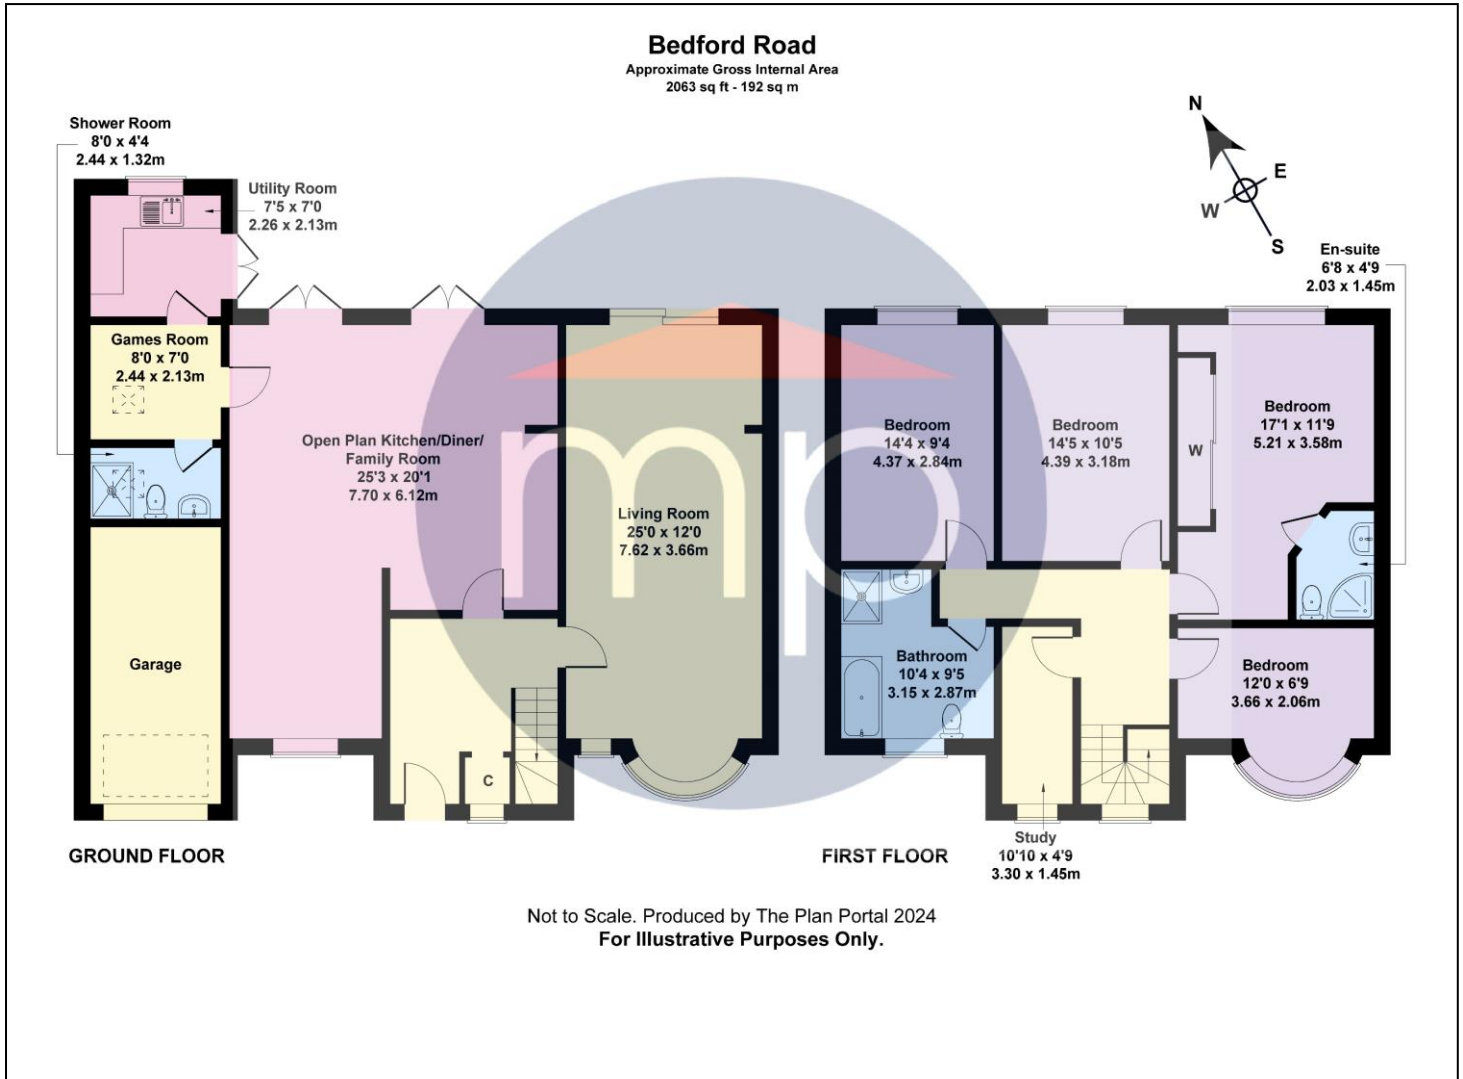 Bedford Road
Approximate Gross Internal Area
2063 sq ft - 192 sq m
N
E
W
S
Shower Room
8'0 x 4'4
2.44 x 1.32m
Utility Room
7'5 x 7'0
2.26 x 2.13m
Games Room
8'0 x 7'0
2.44 x 2.13m
Open Plan Kitchen/Diner/
Family Room
25'3 x 20'1
7.70 x 6.12m
Living Room
25'0 x 12'0
7.62 x 3.66m
Garage
C
GROUND FLOOR
En-suite
6'8 x 4'9
2.03 x 1.45m
Bedroom
14'4 x 9'4
4.37 x 2.84m
Bedroom
14'5 x 10'5
4.39 x 3.18m
Bedroom
17'1 x 11'9
5.21 x 3.58m
W
Bathroom
10'4 x 9'5
3.15 x 2.87m
Bedroom
12'0 x 6'9
3.66 x 2.06m
Study
10'10 x 4'9
3.30 x 1.45m
FIRST FLOOR
mp
Not to Scale. Produced by The Plan Portal 2024
For Illustrative Purposes Only.